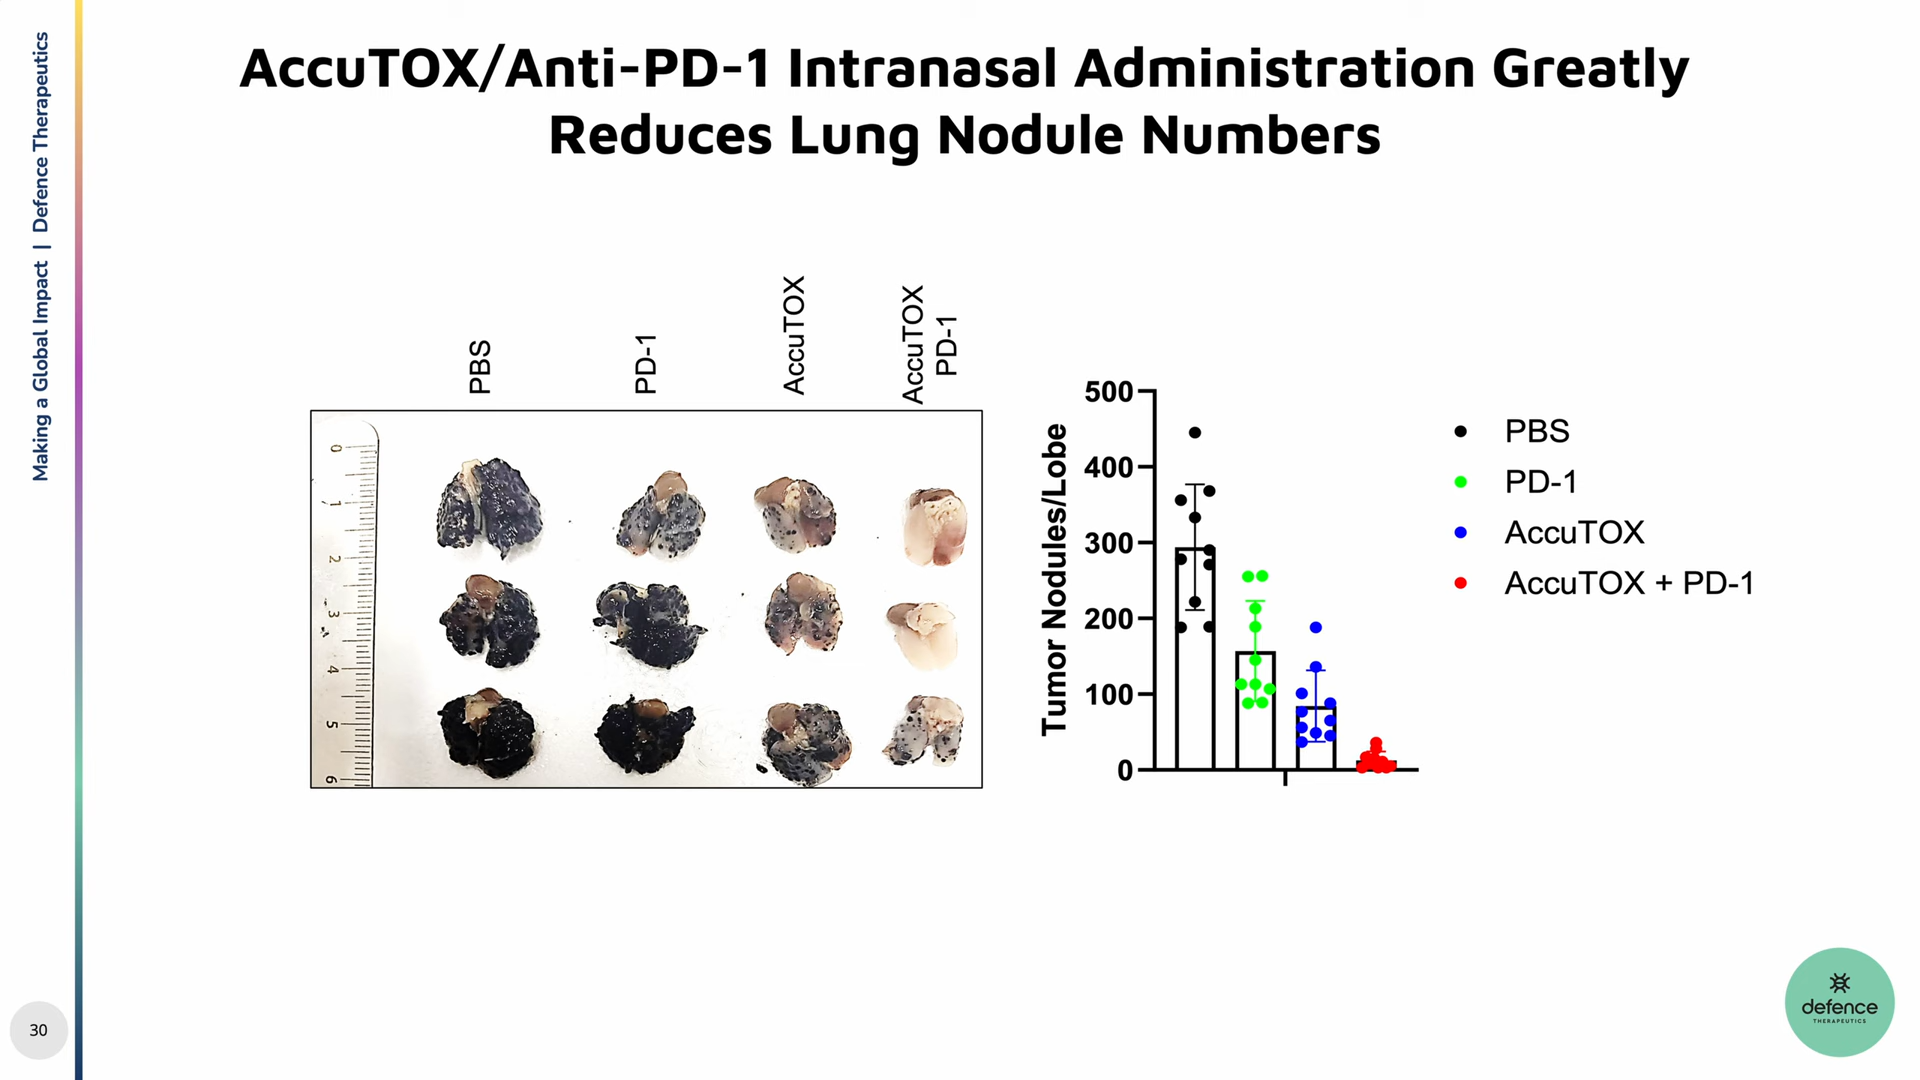 AccuTOX/Anti-PD-1 Intranasal Administration Greatly
Reduces Lung Nodule Numbers
Making a Global Impact | Defence Therapeutics
PBS
PD-1
AccuTOX
AccuTOX
PD-1
0
1
2
3
4
5
6
Tumor Nodules/Lobe
500
400
300
200
100
0
PBS
PD-1
AccuTOX
AccuTOX + PD-1
30
defence
THERAPEUTICS